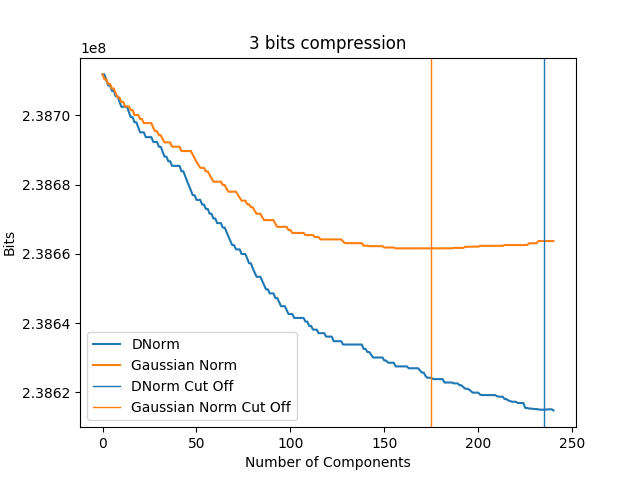 3 bits compression
1e8
2.3870
2.3868
2.3866
2.3864
2.3862
Bits
DNorm
Gaussian Norm
DNorm Cut Off
Gaussian Norm Cut Off
0 50 100 150 200 250
Number of Components